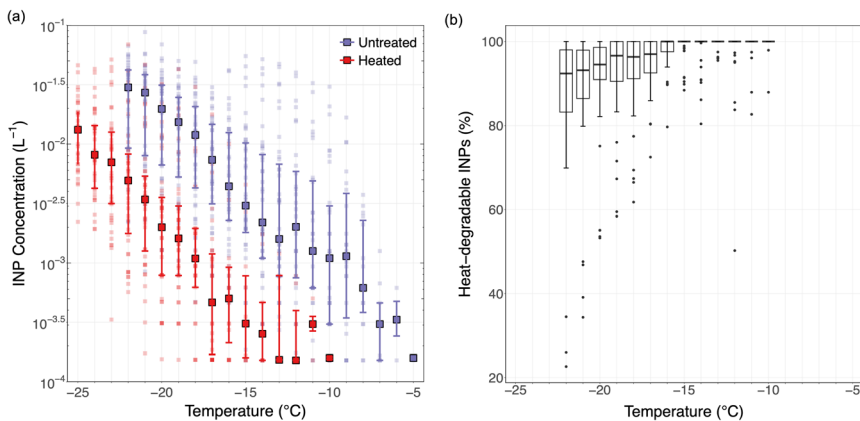 (a)
Untreated
Heated
10⁻¹
10⁻¹·⁵
10⁻²
10⁻²·⁵
10⁻³
10⁻³·⁵
10⁻⁴
INP Concentration (L⁻¹)
−25 −20 −15 −10 −5
Temperature (°C)
(b)
100
80
60
40
20
Heat−degradable INPs (%)
−25 −20 −15 −10 −5
Temperature (°C)